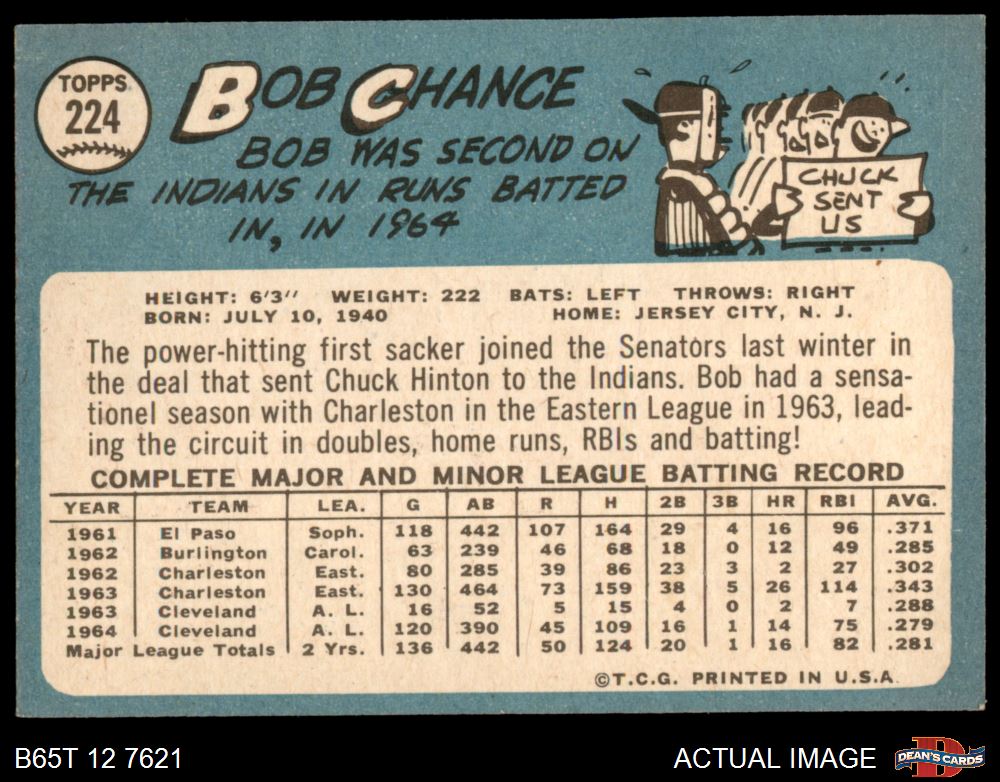 TOPPS
224
BOB CHANCE
BOB WAS SECOND ON
THE INDIANS IN RUNS BATTED
IN, IN 1964
CHUCK
SENT
US
HEIGHT: 6'3" WEIGHT: 222 BATS: LEFT THROWS: RIGHT
BORN: JULY 10, 1940 HOME: JERSEY CITY, N. J.
The power-hitting first sacker joined the Senators last winter in
the deal that sent Chuck Hinton to the Indians. Bob had a sensa-
tionel season with Charleston in the Eastern League in 1963, lead-
ing the circuit in doubles, home runs, RBIs and batting!
COMPLETE MAJOR AND MINOR LEAGUE BATTING RECORD
YEAR TEAM LEA. G AB R H 2B 3B HR RBI AVG.
1961 El Paso Soph. 118 442 107 164 29 4 16 96 .371
1962 Burlington Carol. 63 239 46 68 18 0 12 49 .285
1962 Charleston East. 80 285 39 86 23 3 2 27 .302
1963 Charleston East. 130 464 73 159 38 5 26 114 .343
1963 Cleveland A. L. 16 52 5 15 4 0 2 7 .288
1964 Cleveland A. L. 120 390 45 109 16 1 14 75 .279
Major League Totals 2 Yrs. 136 442 50 124 20 1 16 82 .281
©T.C.G. PRINTED IN U.S.A.
B65T 12 7621
ACTUAL IMAGE
D
DEAN'S CARDS